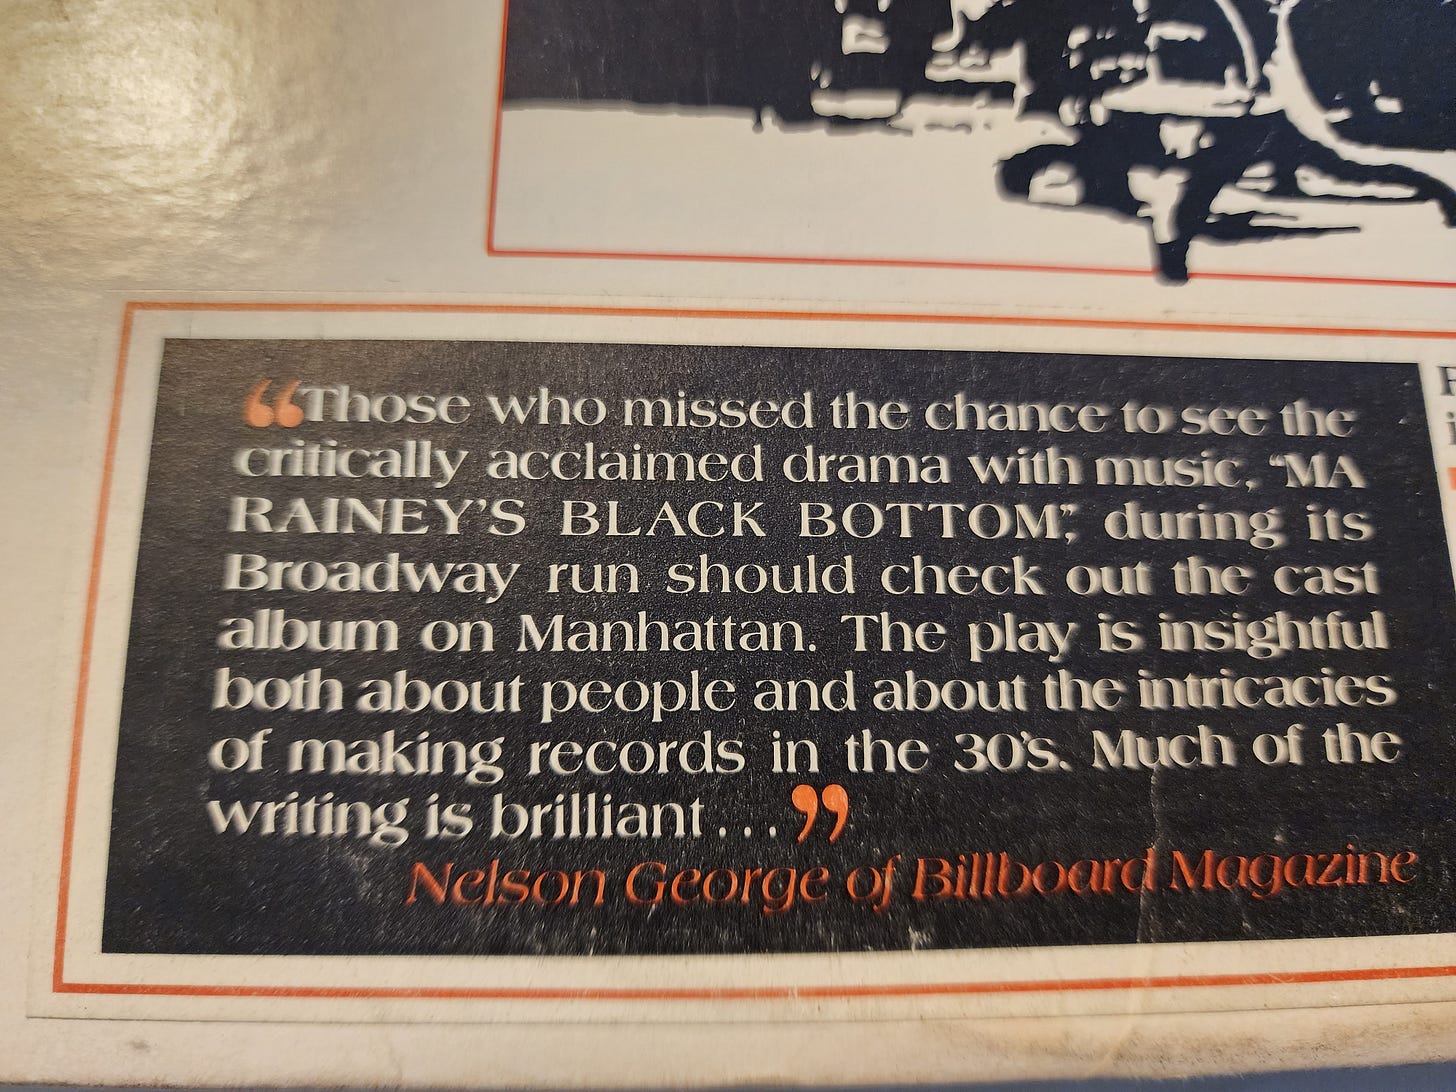 “Those who missed the chance to see the
critically acclaimed drama with music, “MA
RAINEY’S BLACK BOTTOM”, during its
Broadway run should check out the cast
album on Manhattan. The play is insightful
both about people and about the intricacies
of making records in the 30’s. Much of the
writing is brilliant . . .”
Nelson George of Billboard Magazine